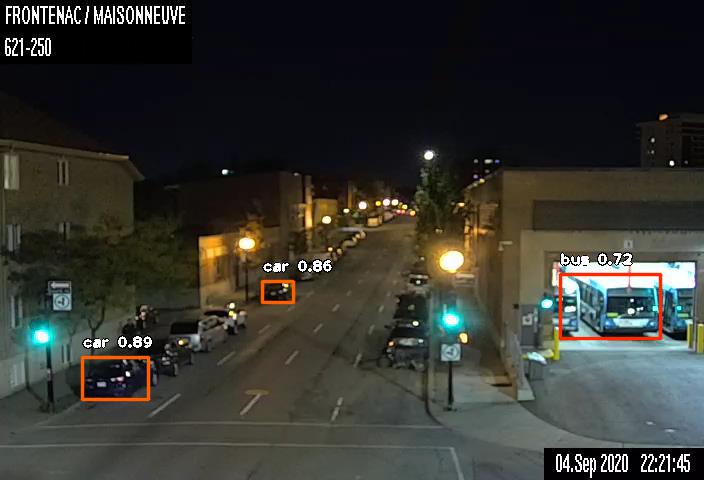 FRONTENAC / MAISONNEUVE
621-250
car 0.86
bus 0.72
car 0.89
04.Sep 2020 22:21:45